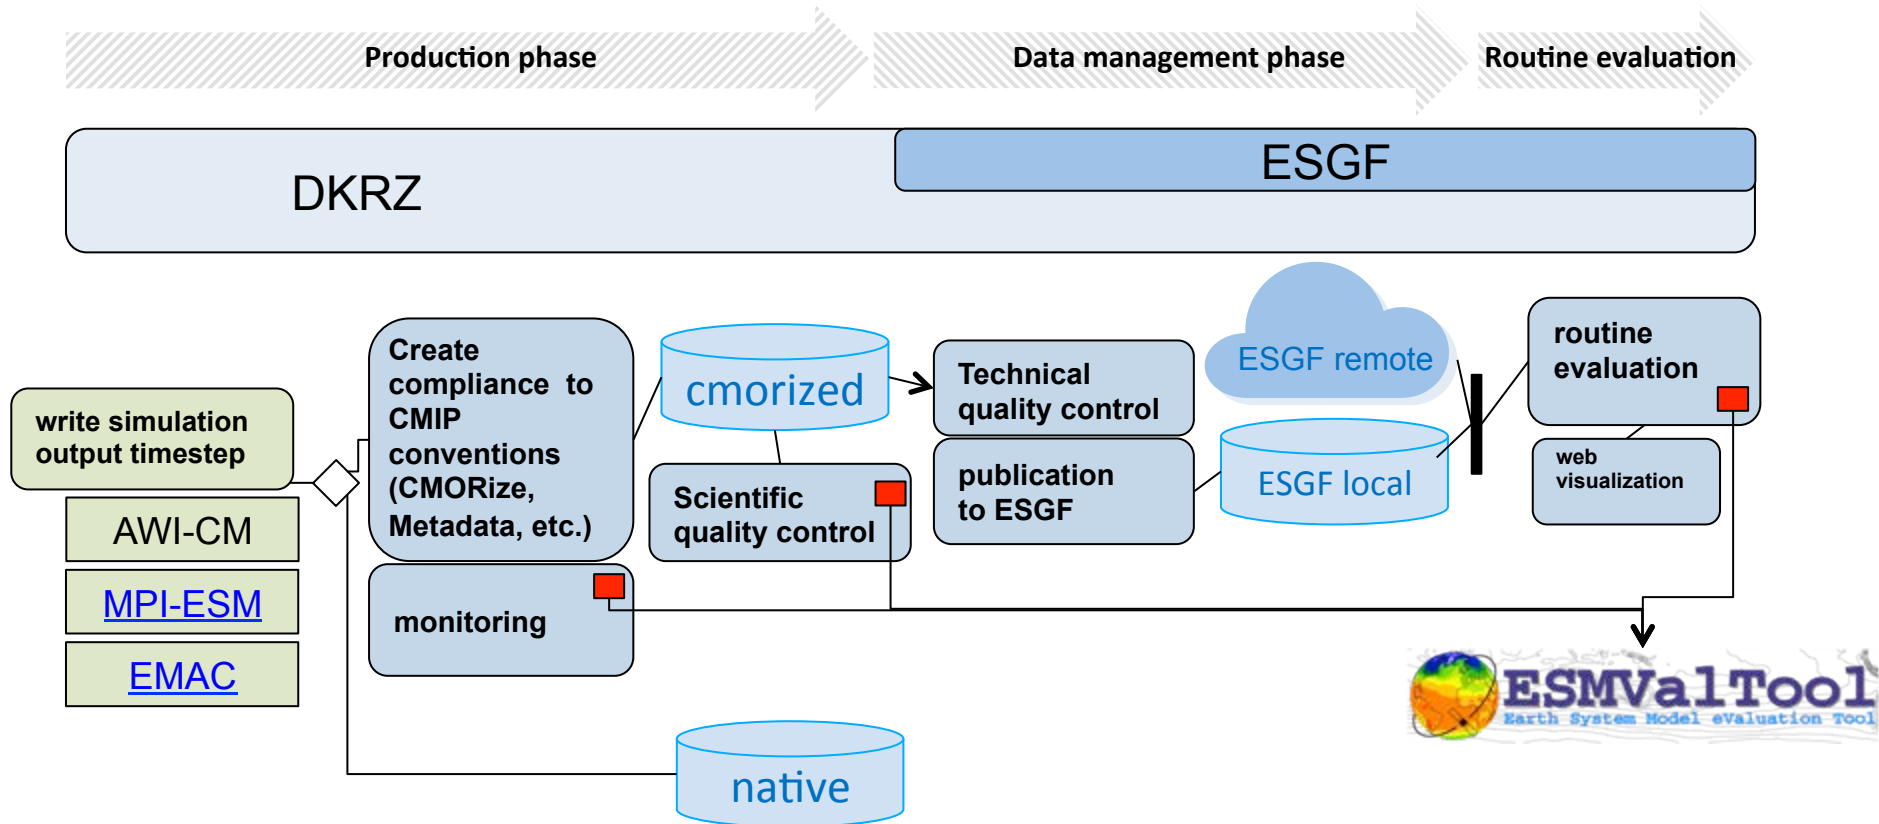 Production phase
Data management phase
Routine evaluation
DKRZ
ESGF
write simulation
output timestep
AWI-CM
MPI-ESM
EMAC
Create
compliance to
CMIP
conventions
(CMORize,
Metadata, etc.)
monitoring
cmorized
Scientific
quality control
native
Technical
quality control
publication
to ESGF
ESGF remote
ESGF local
routine
evaluation
web
visualization
ESMValTool
Earth System Model eValuation Tool